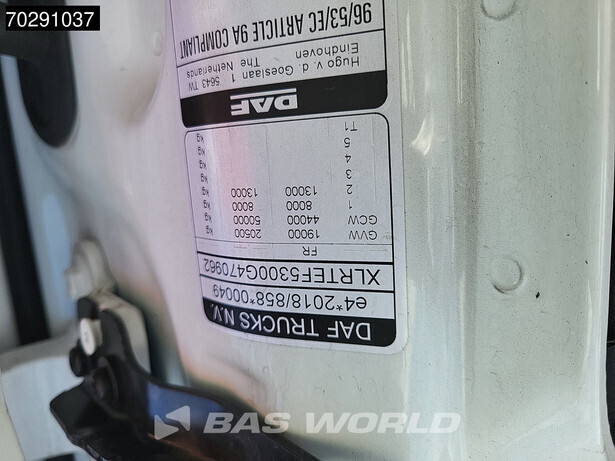 70291037
DAF TRUCKS N.V.
e4*2018/858*00049
XLRTEF5300G470962
FR
GVW 19000 20500 kg
GCW 44000 50000 kg
1 8000 8000 kg
2 13000 13000 kg
3 kg
4 kg
5 kg
T1 kg
DAF
Hugo v. d. Goeslaan 1 5643 TW
Eindhoven The Netherlands
96/53/EC ARTICLE 9A COMPLIANT
BAS WORLD